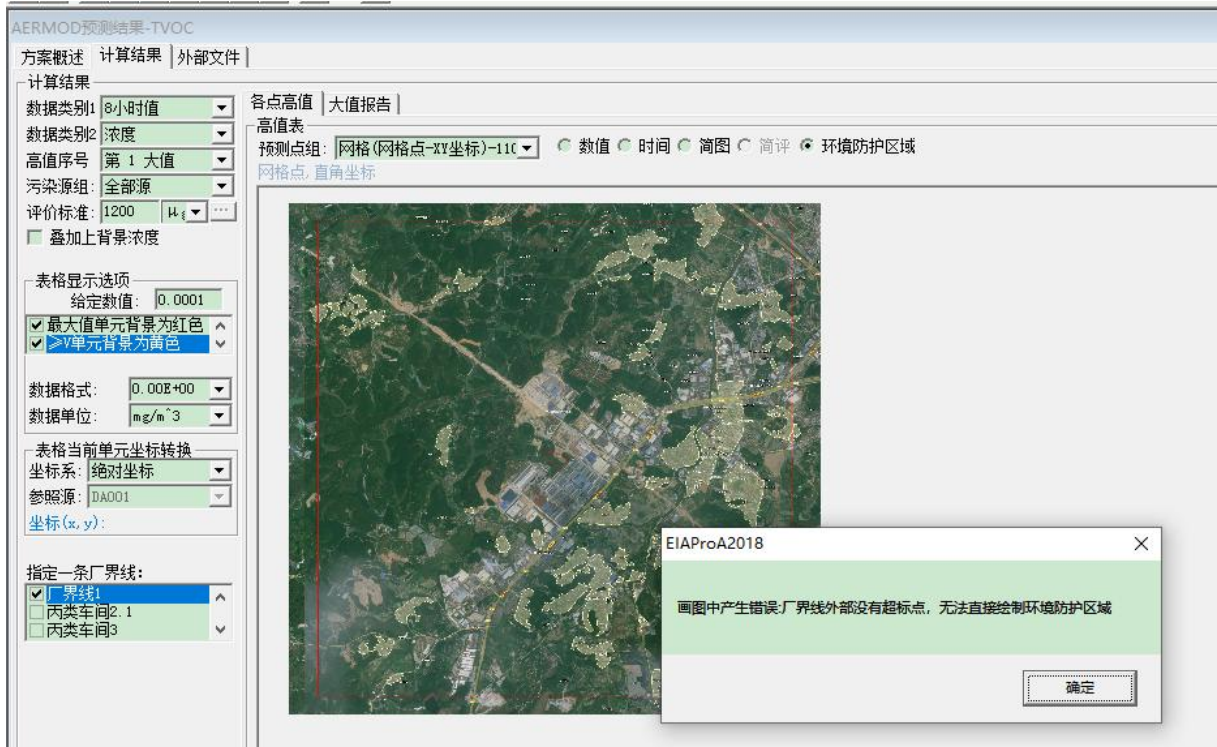 AERMOD预测结果-TVOC
方案概述 计算结果 外部文件
计算结果
数据类别1 8小时值
数据类别2 浓度
高值序号 第 1 大值
污染源组: 全部源
评价标准: 1200
叠加上背景浓度
表格显示选项
给定数值: 0.0001
最大值单元背景为红色
≥V单元背景为黄色
数据格式: 0.00E+00
数据单位: mg/m^3
表格当前单元坐标转换
坐标系: 绝对坐标
参照源: DA001
坐标(x,y):
指定一条厂界线:
厂界线1
丙类车间2.1
丙类车间3
各点高值 大值报告
高值表
预测点组: 网格(网格点-XY坐标)-110 数值 时间 简图 简评 环境防护区域
网格点,直角坐标
EIAProA2018
画图中产生错误:厂界线外部没有超标点，无法直接绘制环境防护区域
确定